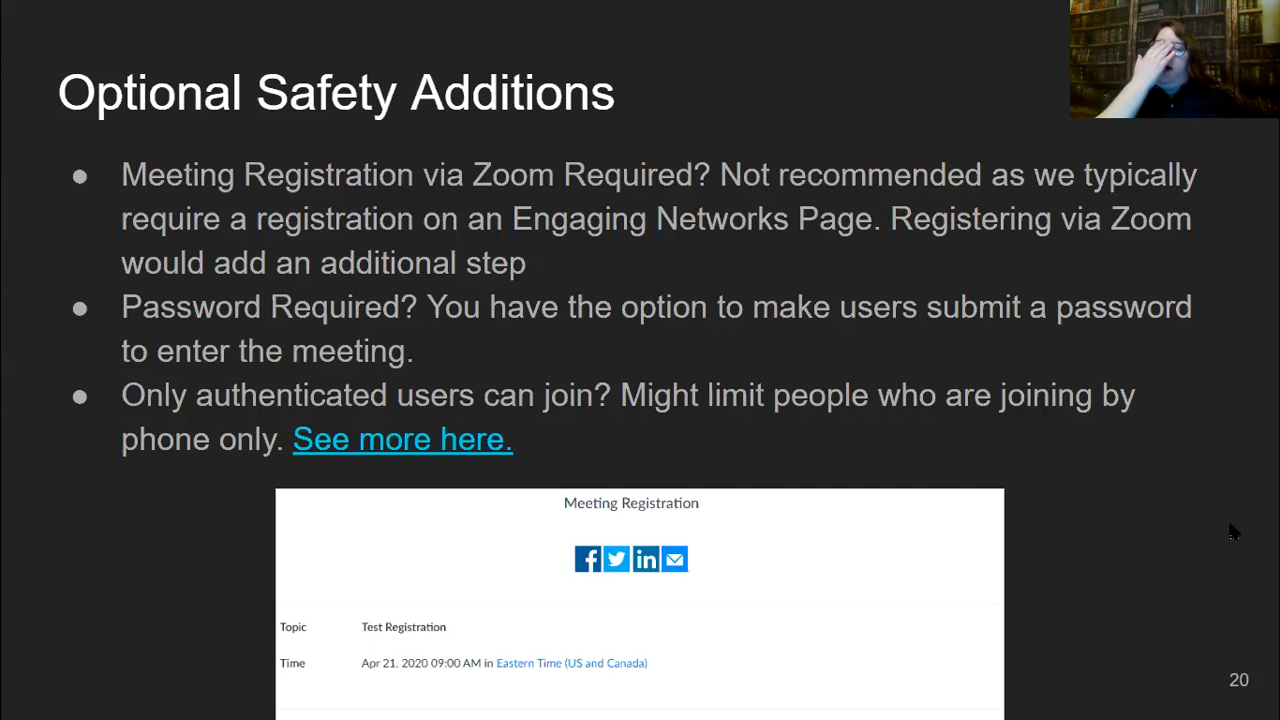 Optional Safety Additions
● Meeting Registration via Zoom Required? Not recommended as we typically
require a registration on an Engaging Networks Page. Registering via Zoom
would add an additional step
● Password Required? You have the option to make users submit a password
to enter the meeting.
● Only authenticated users can join? Might limit people who are joining by
phone only. See more here.
Meeting Registration
Topic Test Registration
Time Apr 21, 2020 09:00 AM in Eastern Time (US and Canada)
20